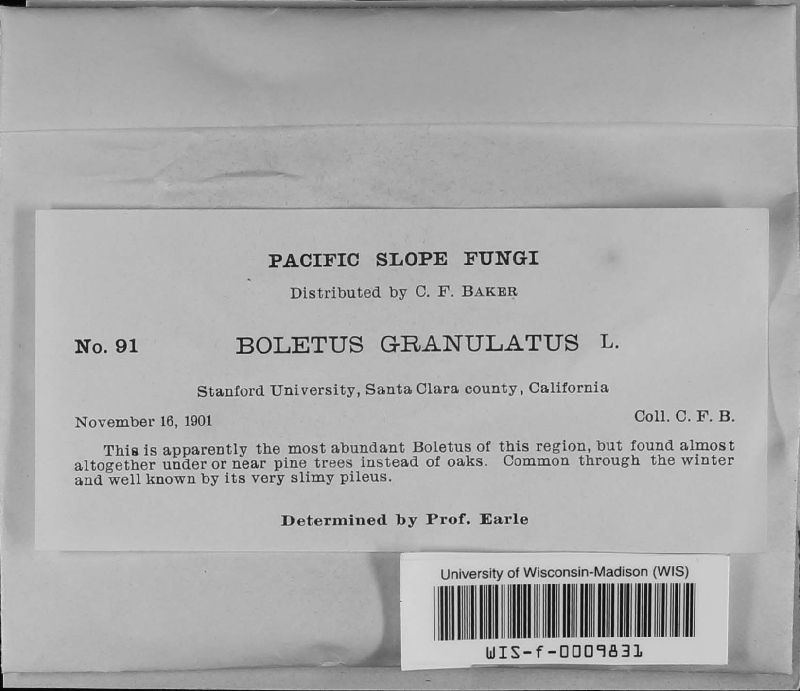 PACIFIC SLOPE FUNGI
Distributed by C. F. BAKER
No. 91 BOLETUS GRANULATUS L.
Stanford University, Santa Clara county, California
November 16, 1901 Coll. C. F. B.
This is apparently the most abundant Boletus of this region, but found almost
altogether under or near pine trees instead of oaks. Common through the winter
and well known by its very slimy pileus.
Determined by Prof. Earle
University of Wisconsin-Madison (WIS)
WIS-f-0009831